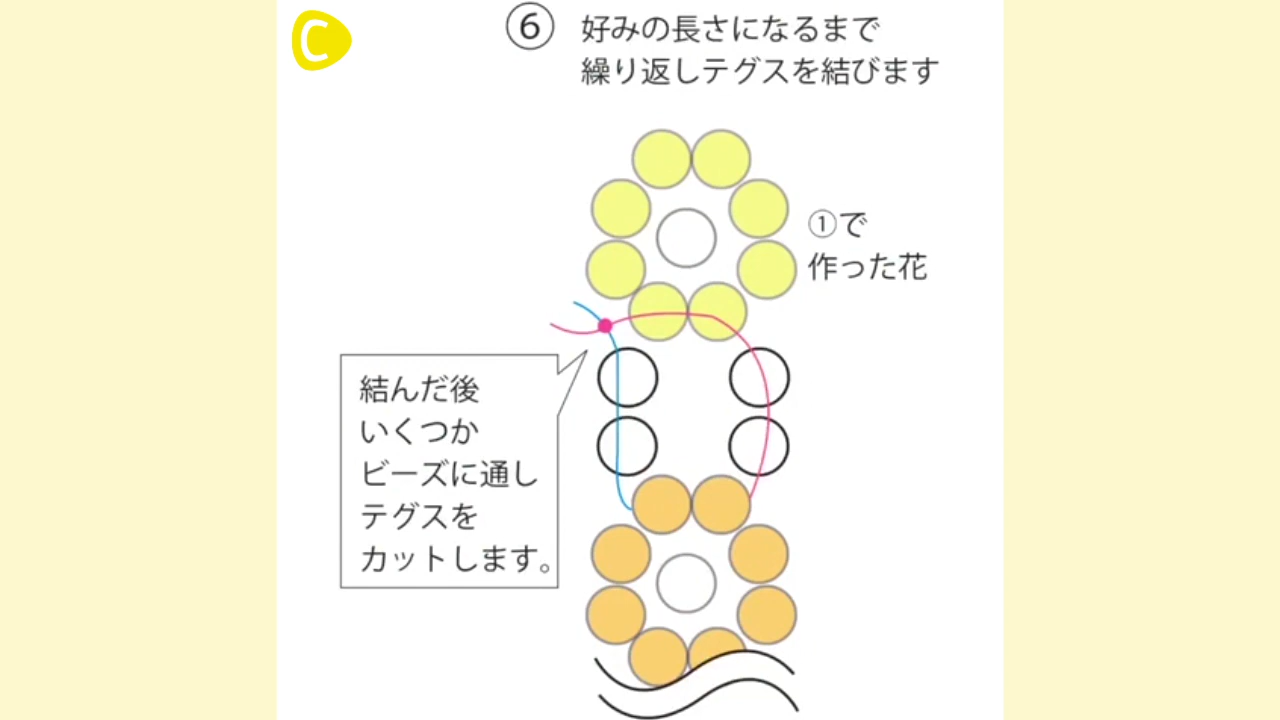 C
⑥ 好みの長さになるまで
繰り返しテグスを結びます
①で
作った花
結んだ後
いくつか
ビーズに通し
テグスを
カットします。